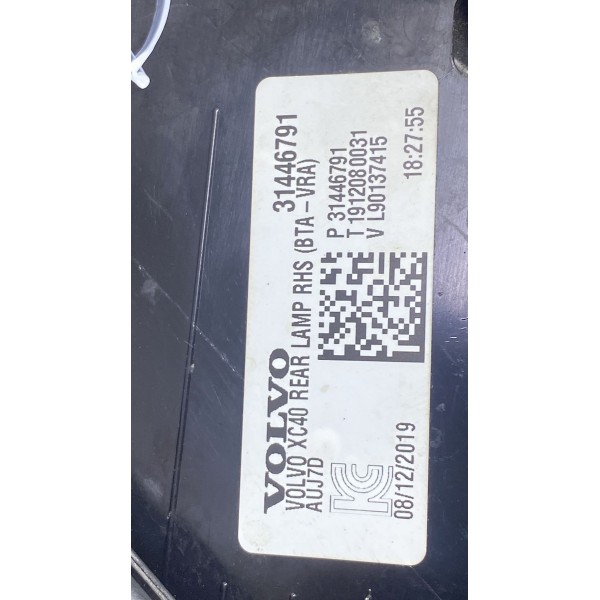 VOLVO 31446791
VOLVO XC40 REAR LAMP RHS (BTA-VRA)
AUJ7D
P 31446791
T 1912080031
V L90137415
08/12/2019 18:27:55